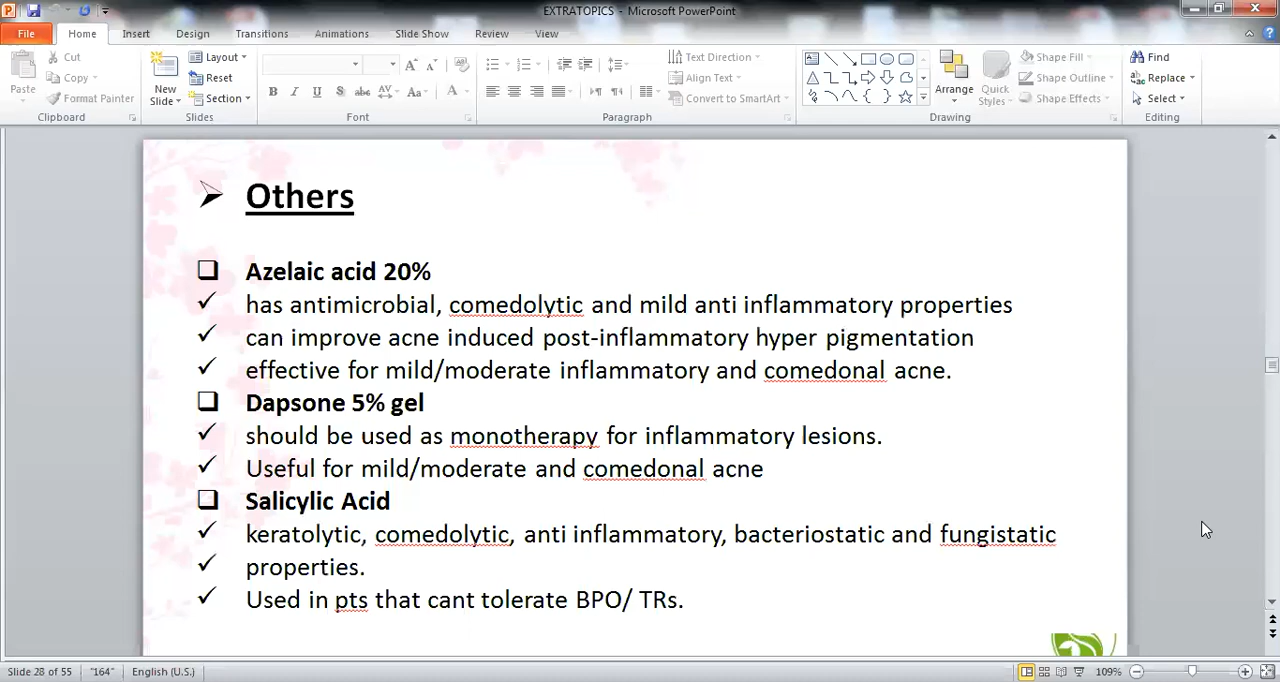 EXTRATOPICS - Microsoft PowerPoint
File Home Insert Design Transitions Animations Slide Show Review View
Cut
Copy
Format Painter
Paste
Clipboard
New Slide
Layout
Reset
Section
Slides
B I U S abc AV Aa A
Font
Text Direction
Align Text
Convert to SmartArt
Paragraph
Arrange
Quick Styles
Shape Fill
Shape Outline
Shape Effects
Drawing
Find
Replace
Select
Editing
Others
Azelaic acid 20%
has antimicrobial, comedolytic and mild anti inflammatory properties
can improve acne induced post-inflammatory hyper pigmentation
effective for mild/moderate inflammatory and comedonal acne.
Dapsone 5% gel
should be used as monotherapy for inflammatory lesions.
Useful for mild/moderate and comedonal acne
Salicylic Acid
keratolytic, comedolytic, anti inflammatory, bacteriostatic and fungistatic
properties.
Used in pts that cant tolerate BPO/ TRs.
Slide 28 of 55 "164" English (U.S.) 109%